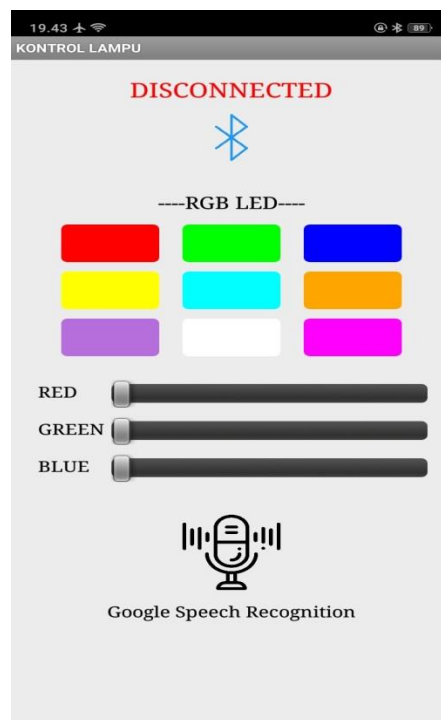 19.43
89
KONTROL LAMPU
DISCONNECTED
----RGB LED----
RED
GREEN
BLUE
Google Speech Recognition